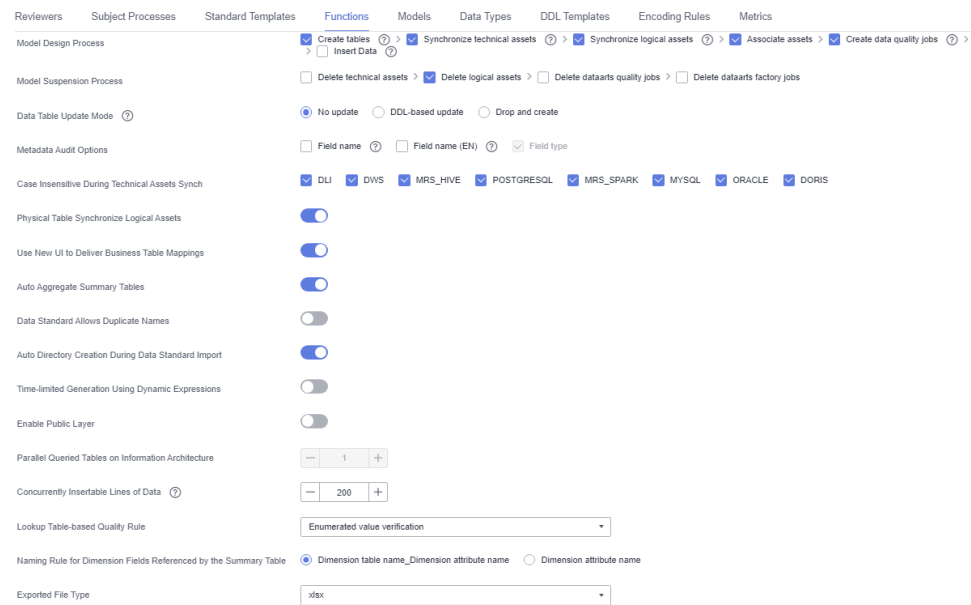 Reviewers Subject Processes Standard Templates Functions Models Data Types DDL Templates Encoding Rules Metrics
Model Design Process Create tables ? > Synchronize technical assets ? > Synchronize logical assets ? > Associate assets > Create data quality jobs ? >
> Insert Data ?
Model Suspension Process Delete technical assets > Delete logical assets > Delete dataarts quality jobs > Delete dataarts factory jobs
Data Table Update Mode ? No update DDL-based update Drop and create
Metadata Audit Options Field name ? Field name (EN) ? Field type
Case Insensitive During Technical Assets Synch DLI DWS MRS_HIVE POSTGRESQL MRS_SPARK MYSQL ORACLE DORIS
Physical Table Synchronize Logical Assets
Use New UI to Deliver Business Table Mappings
Auto Aggregate Summary Tables
Data Standard Allows Duplicate Names
Auto Directory Creation During Data Standard Import
Time-limited Generation Using Dynamic Expressions
Enable Public Layer
Parallel Queried Tables on Information Architecture − 1 +
Concurrently Insertable Lines of Data ? − 200 +
Lookup Table-based Quality Rule Enumerated value verification
Naming Rule for Dimension Fields Referenced by the Summary Table Dimension table name_Dimension attribute name Dimension attribute name
Exported File Type xlsx